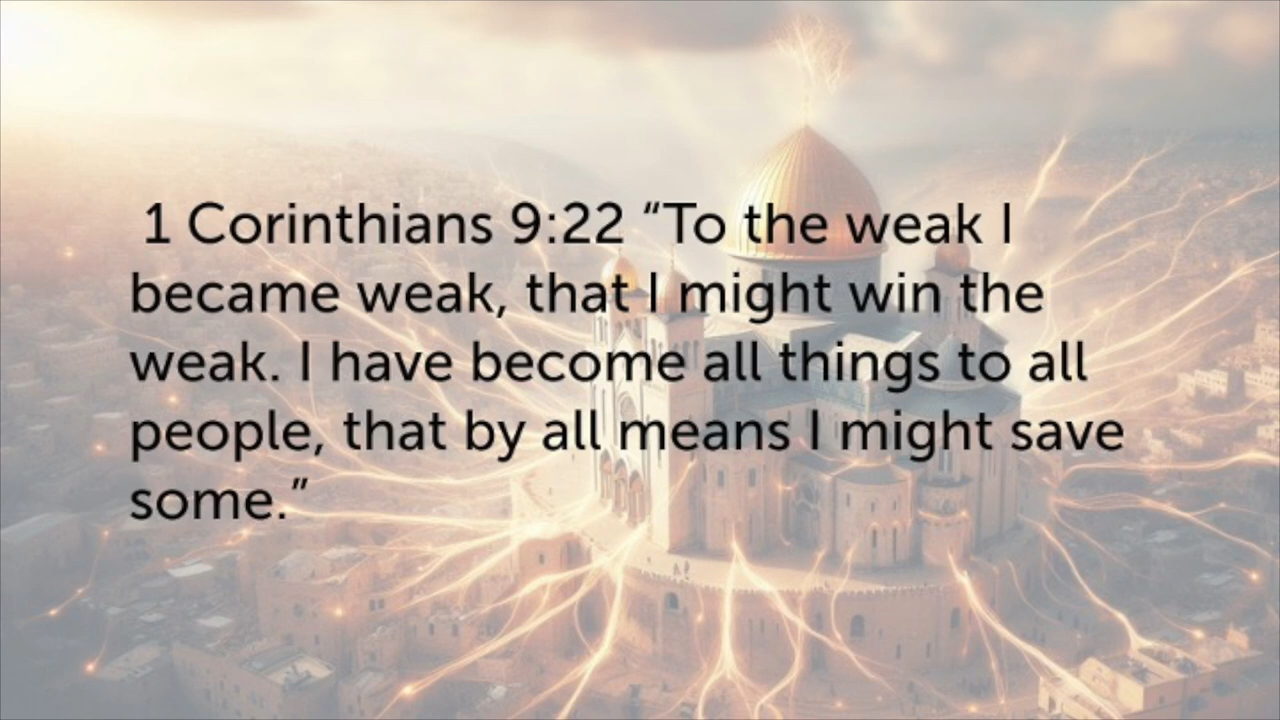 1 Corinthians 9:22 “To the weak I
became weak, that I might win the
weak. I have become all things to all
people, that by all means I might save
some.”